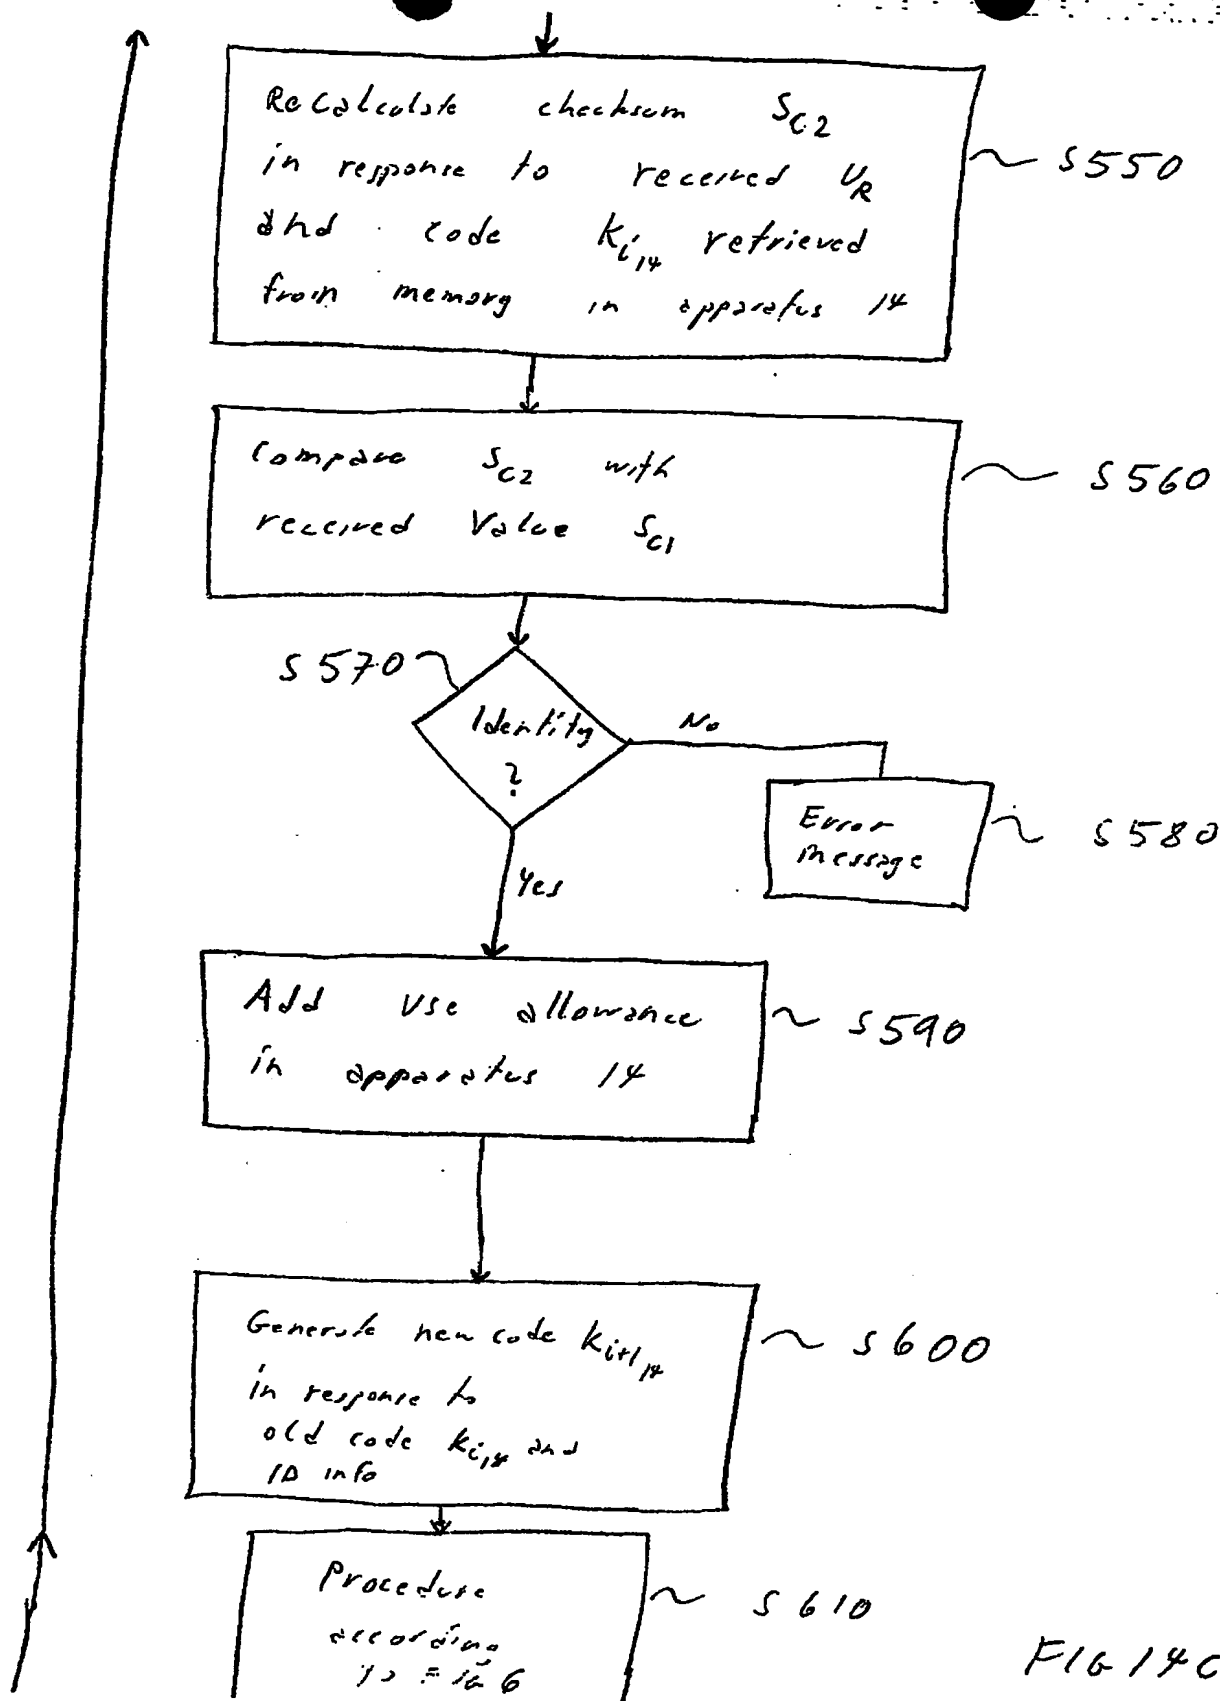 Recalculate checksum S_C2
in response to received U_R
and code K_i14 retrieved
from memory in apparatus 14
S550
Compare S_C2 with
received Value S_C1
S560
S570
Identity
?
No
Error
message
S580
Yes
Add use allowance
in apparatus 14
S590
Generate new code K_i+1_14
in response to
old code K_i14 and
ID info
S600
Procedure
according
to FIG 6
S610
FIG 14C